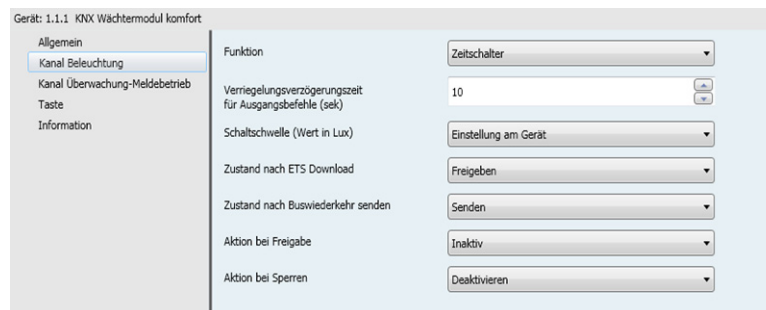 Gerät: 1.1.1 KNX Wächtermodul komfort
Allgemein
Kanal Beleuchtung
Kanal Überwachung-Meldebetrieb
Taste
Information
Funktion
Zeitschalter
Verriegelungsverzögerungszeit
für Ausgangsbefehle (sek)
10
Schaltschwelle (Wert in Lux)
Einstellung am Gerät
Zustand nach ETS Download
Freigeben
Zustand nach Buswiederkehr senden
Senden
Aktion bei Freigabe
Inaktiv
Aktion bei Sperren
Deaktivieren